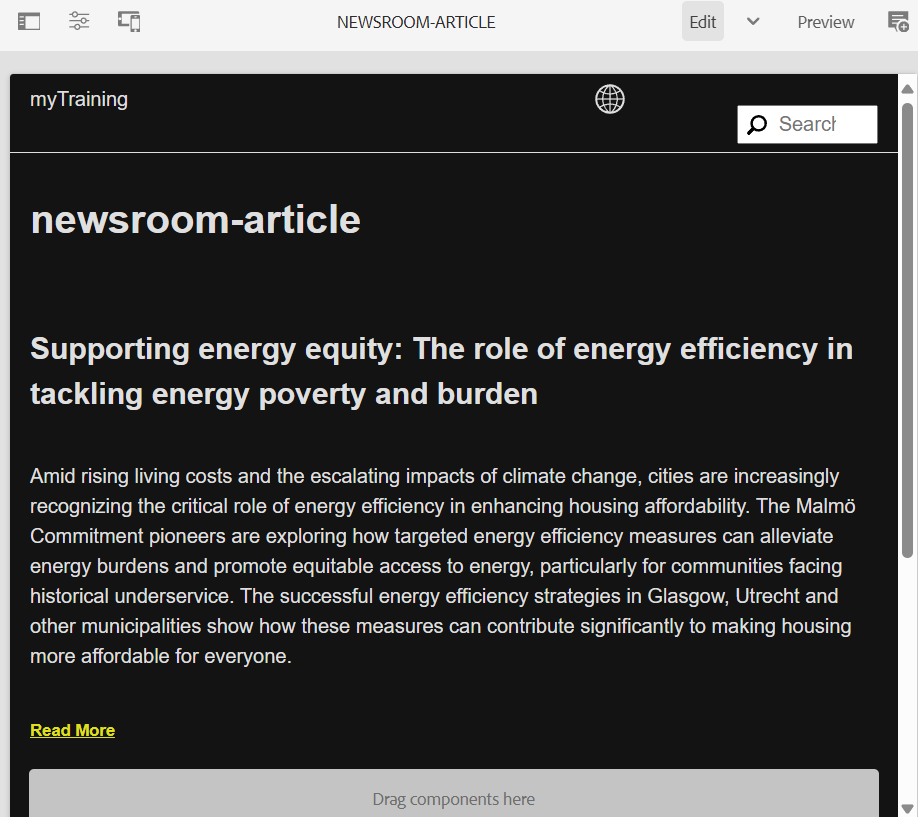 NEWSROOM-ARTICLE
Edit
Preview
myTraining
Search
newsroom-article
Supporting energy equity: The role of energy efficiency in
tackling energy poverty and burden
Amid rising living costs and the escalating impacts of climate change, cities are increasingly
recognizing the critical role of energy efficiency in enhancing housing affordability. The Malmö
Commitment pioneers are exploring how targeted energy efficiency measures can alleviate
energy burdens and promote equitable access to energy, particularly for communities facing
historical underservice. The successful energy efficiency strategies in Glasgow, Utrecht and
other municipalities show how these measures can contribute significantly to making housing
more affordable for everyone.
Read More
Drag components here